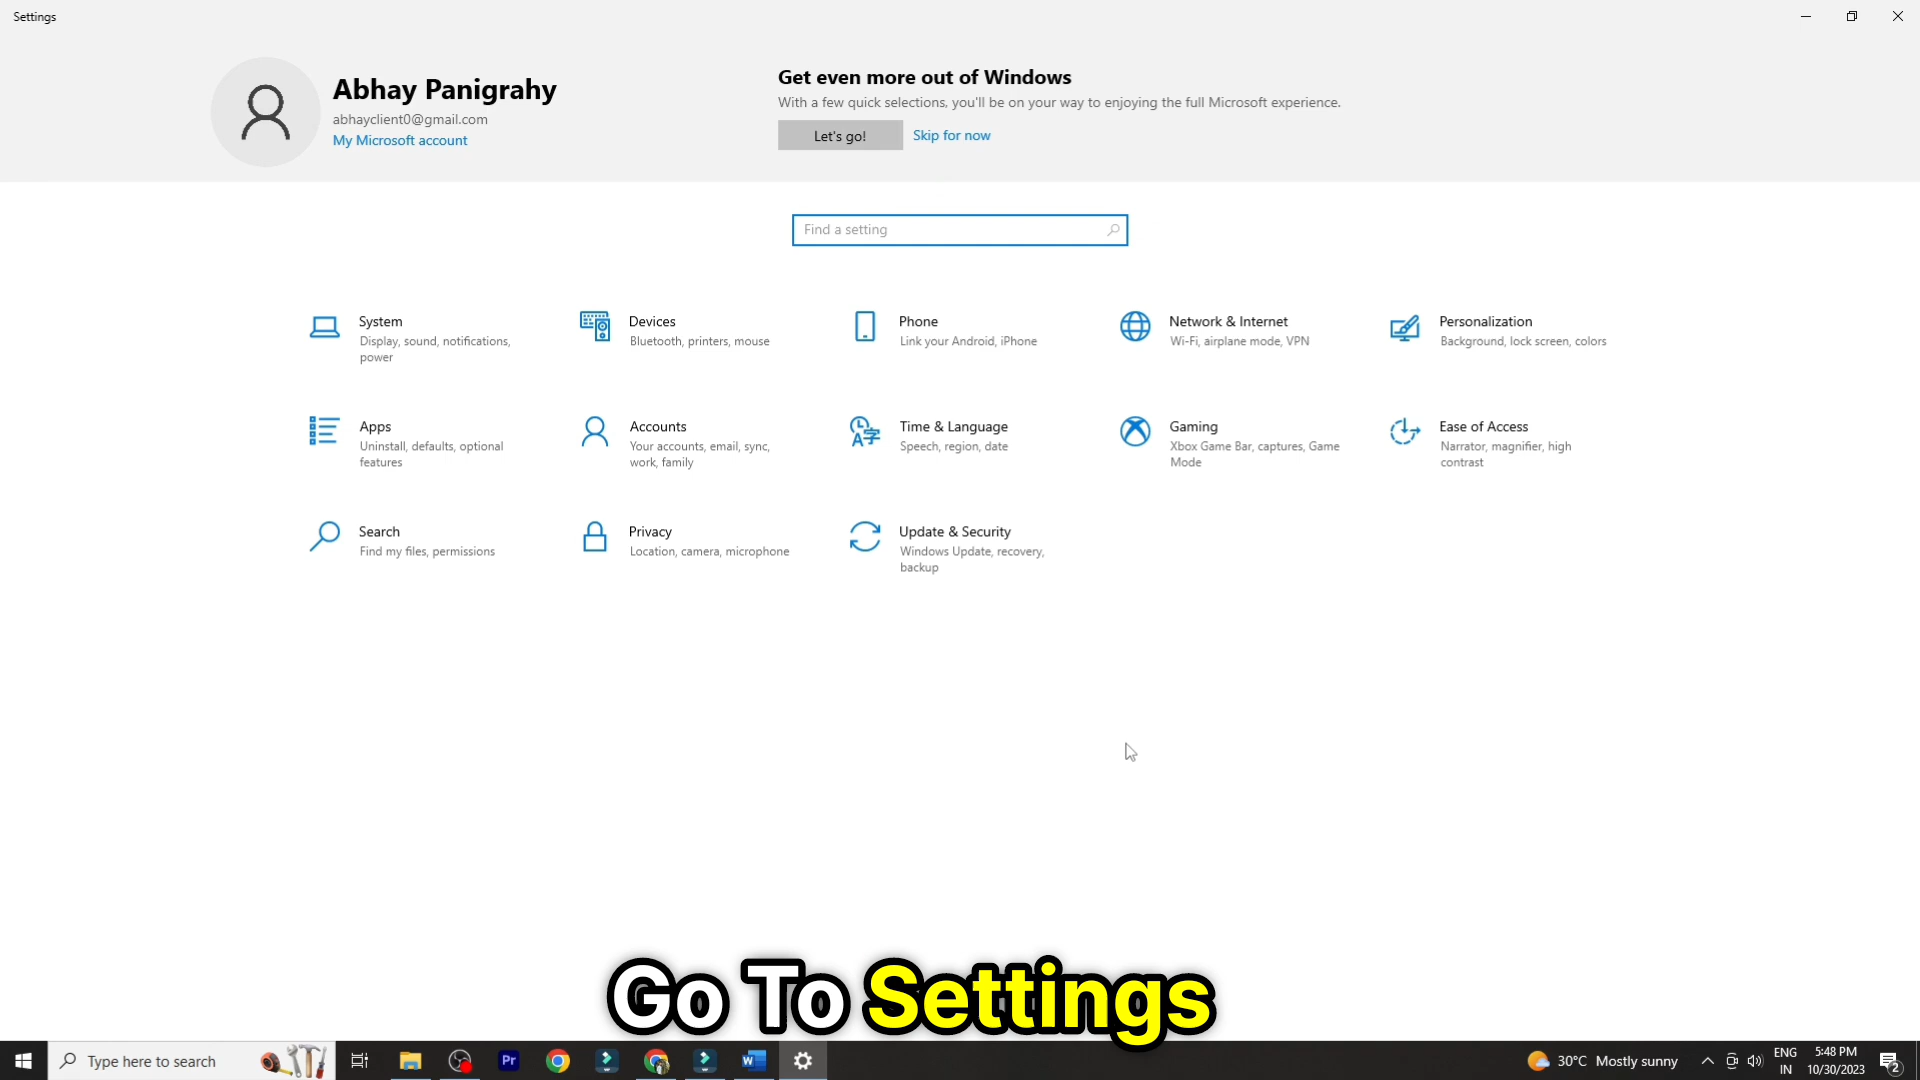 Settings
Abhay Panigrahy
abhayclient0@gmail.com
My Microsoft account
Get even more out of Windows
With a few quick selections, you'll be on your way to enjoying the full Microsoft experience.
Let's go!
Skip for now
Find a setting
System
Display, sound, notifications,
power
Devices
Bluetooth, printers, mouse
Phone
Link your Android, iPhone
Network & Internet
Wi-Fi, airplane mode, VPN
Personalization
Background, lock screen, colors
Apps
Uninstall, defaults, optional
features
Accounts
Your accounts, email, sync,
work, family
Time & Language
Speech, region, date
Gaming
Xbox Game Bar, captures, Game
Mode
Ease of Access
Narrator, magnifier, high
contrast
Search
Find my files, permissions
Privacy
Location, camera, microphone
Update & Security
Windows Update, recovery,
backup
Go To Settings
Type here to search
Pr
30°C Mostly sunny
ENG
IN
5:48 PM
10/30/2023
2